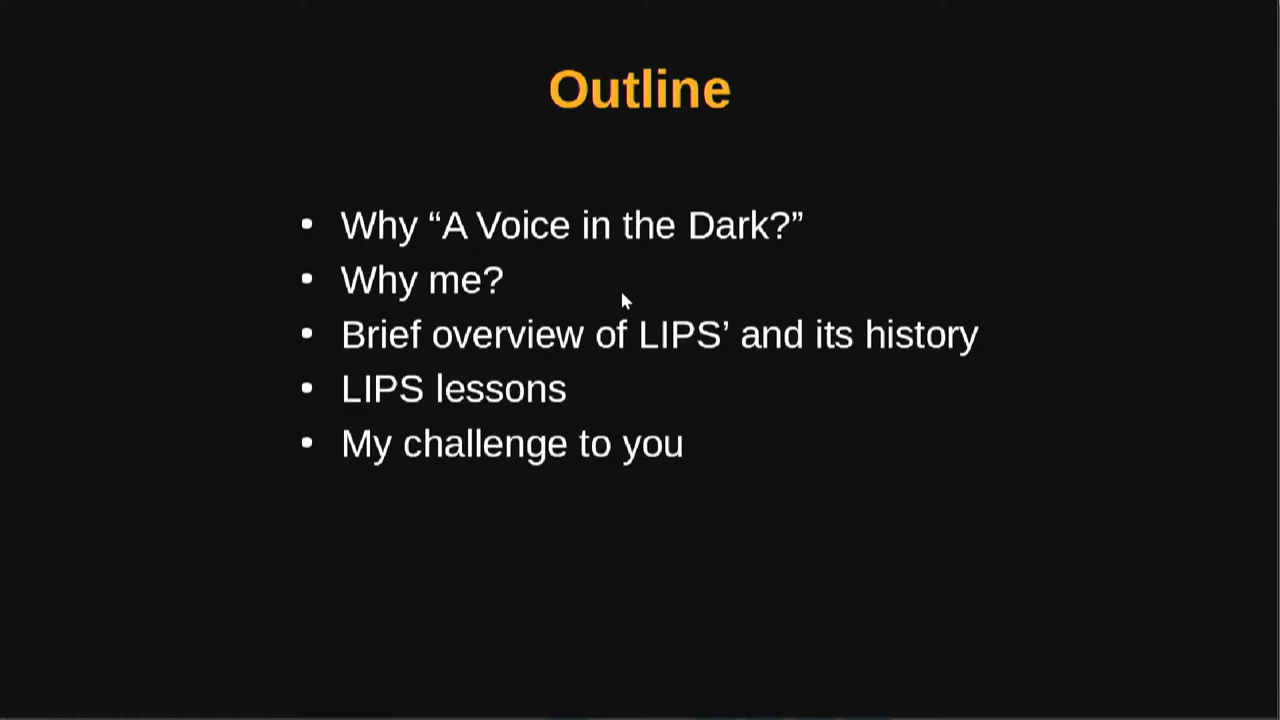 Outline
• Why “A Voice in the Dark?”
• Why me?
• Brief overview of LIPS’ and its history
• LIPS lessons
• My challenge to you